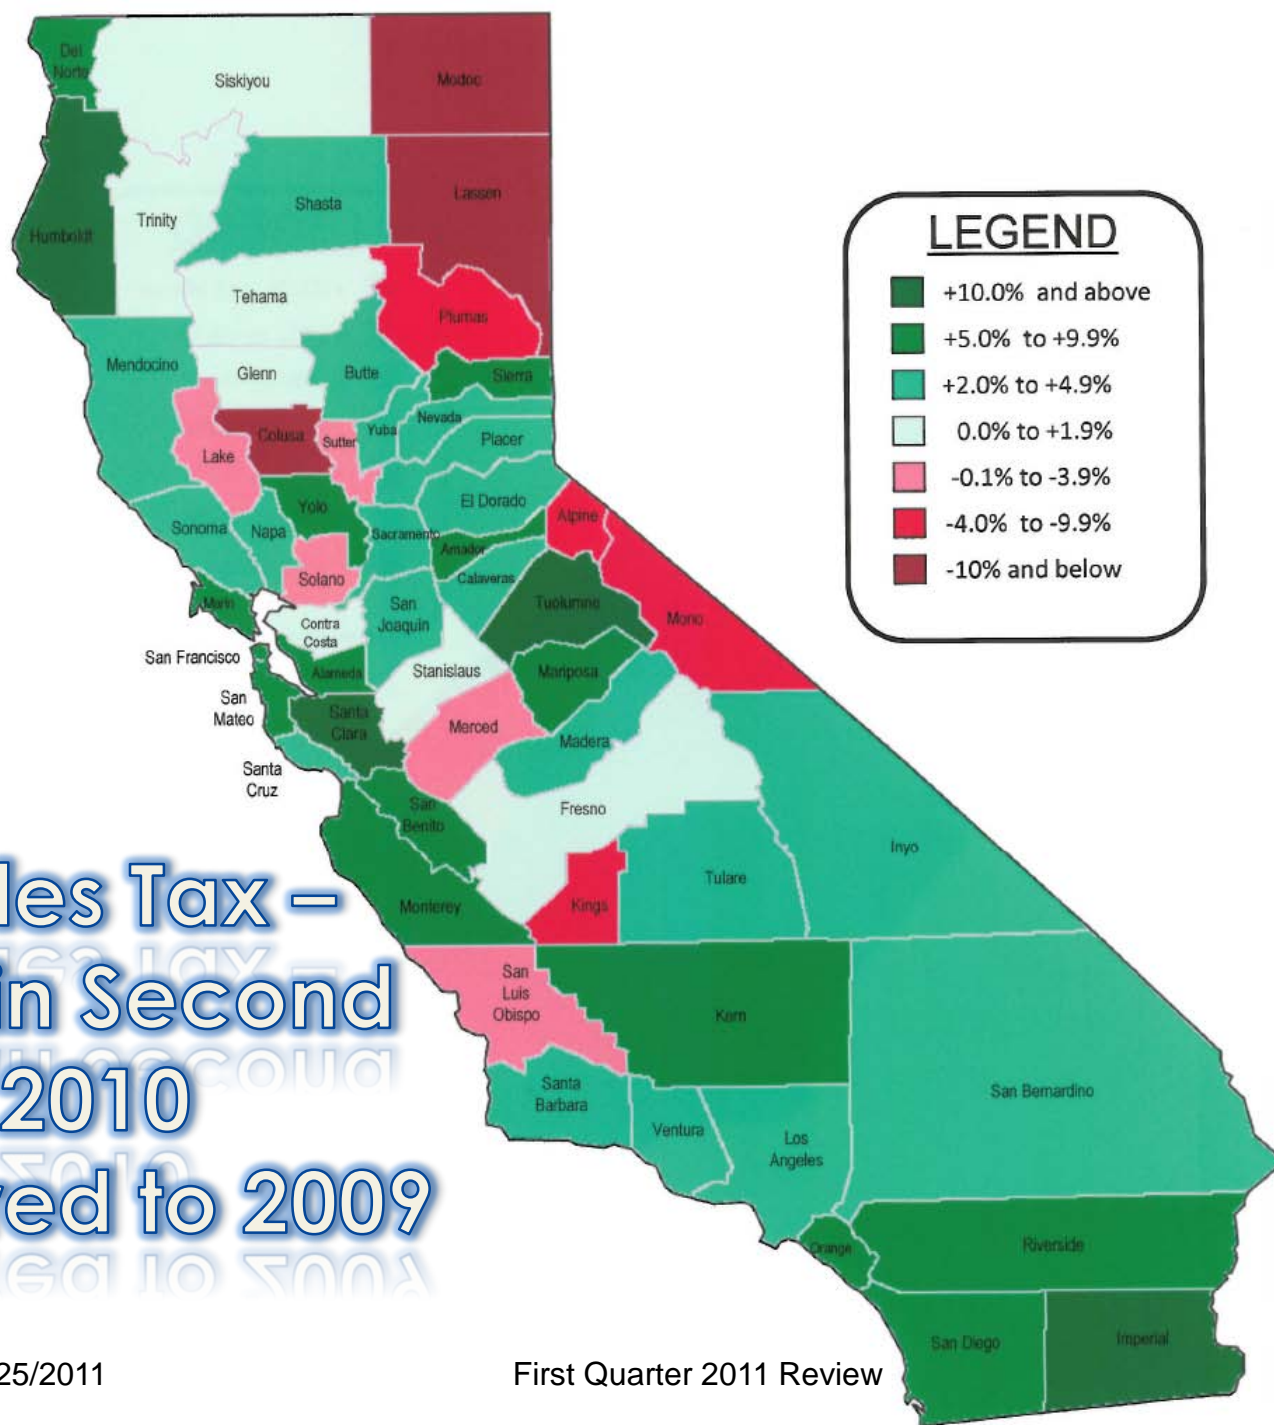 Del
Norte
Siskiyou
Modoc
Humboldt
Trinity
Shasta
Lassen
Tehama
Plumas
Mendocino
Glenn
Butte
Sierra
Lake
Colusa
Sutter
Yuba
Nevada
Placer
El Dorado
Sonoma
Napa
Yolo
Sacramento
Amador
Alpine
Solano
Calaveras
Marin
Contra
Costa
San
Joaquin
Tuolumne
Mono
San Francisco
Alameda
Stanislaus
Mariposa
San
Mateo
Santa
Clara
Merced
Madera
Santa
Cruz
San
Benito
Fresno
Inyo
Tulare
Kings
Monterey
San
Luis
Obispo
Kern
Santa
Barbara
Ventura
Los
Angeles
San Bernardino
Orange
Riverside
San Diego
Imperial
LEGEND
+10.0% and above
+5.0% to +9.9%
+2.0% to +4.9%
0.0% to +1.9%
-0.1% to -3.9%
-4.0% to -9.9%
-10% and below
les Tax –
in Second
2010
red to 2009
25/2011
First Quarter 2011 Review